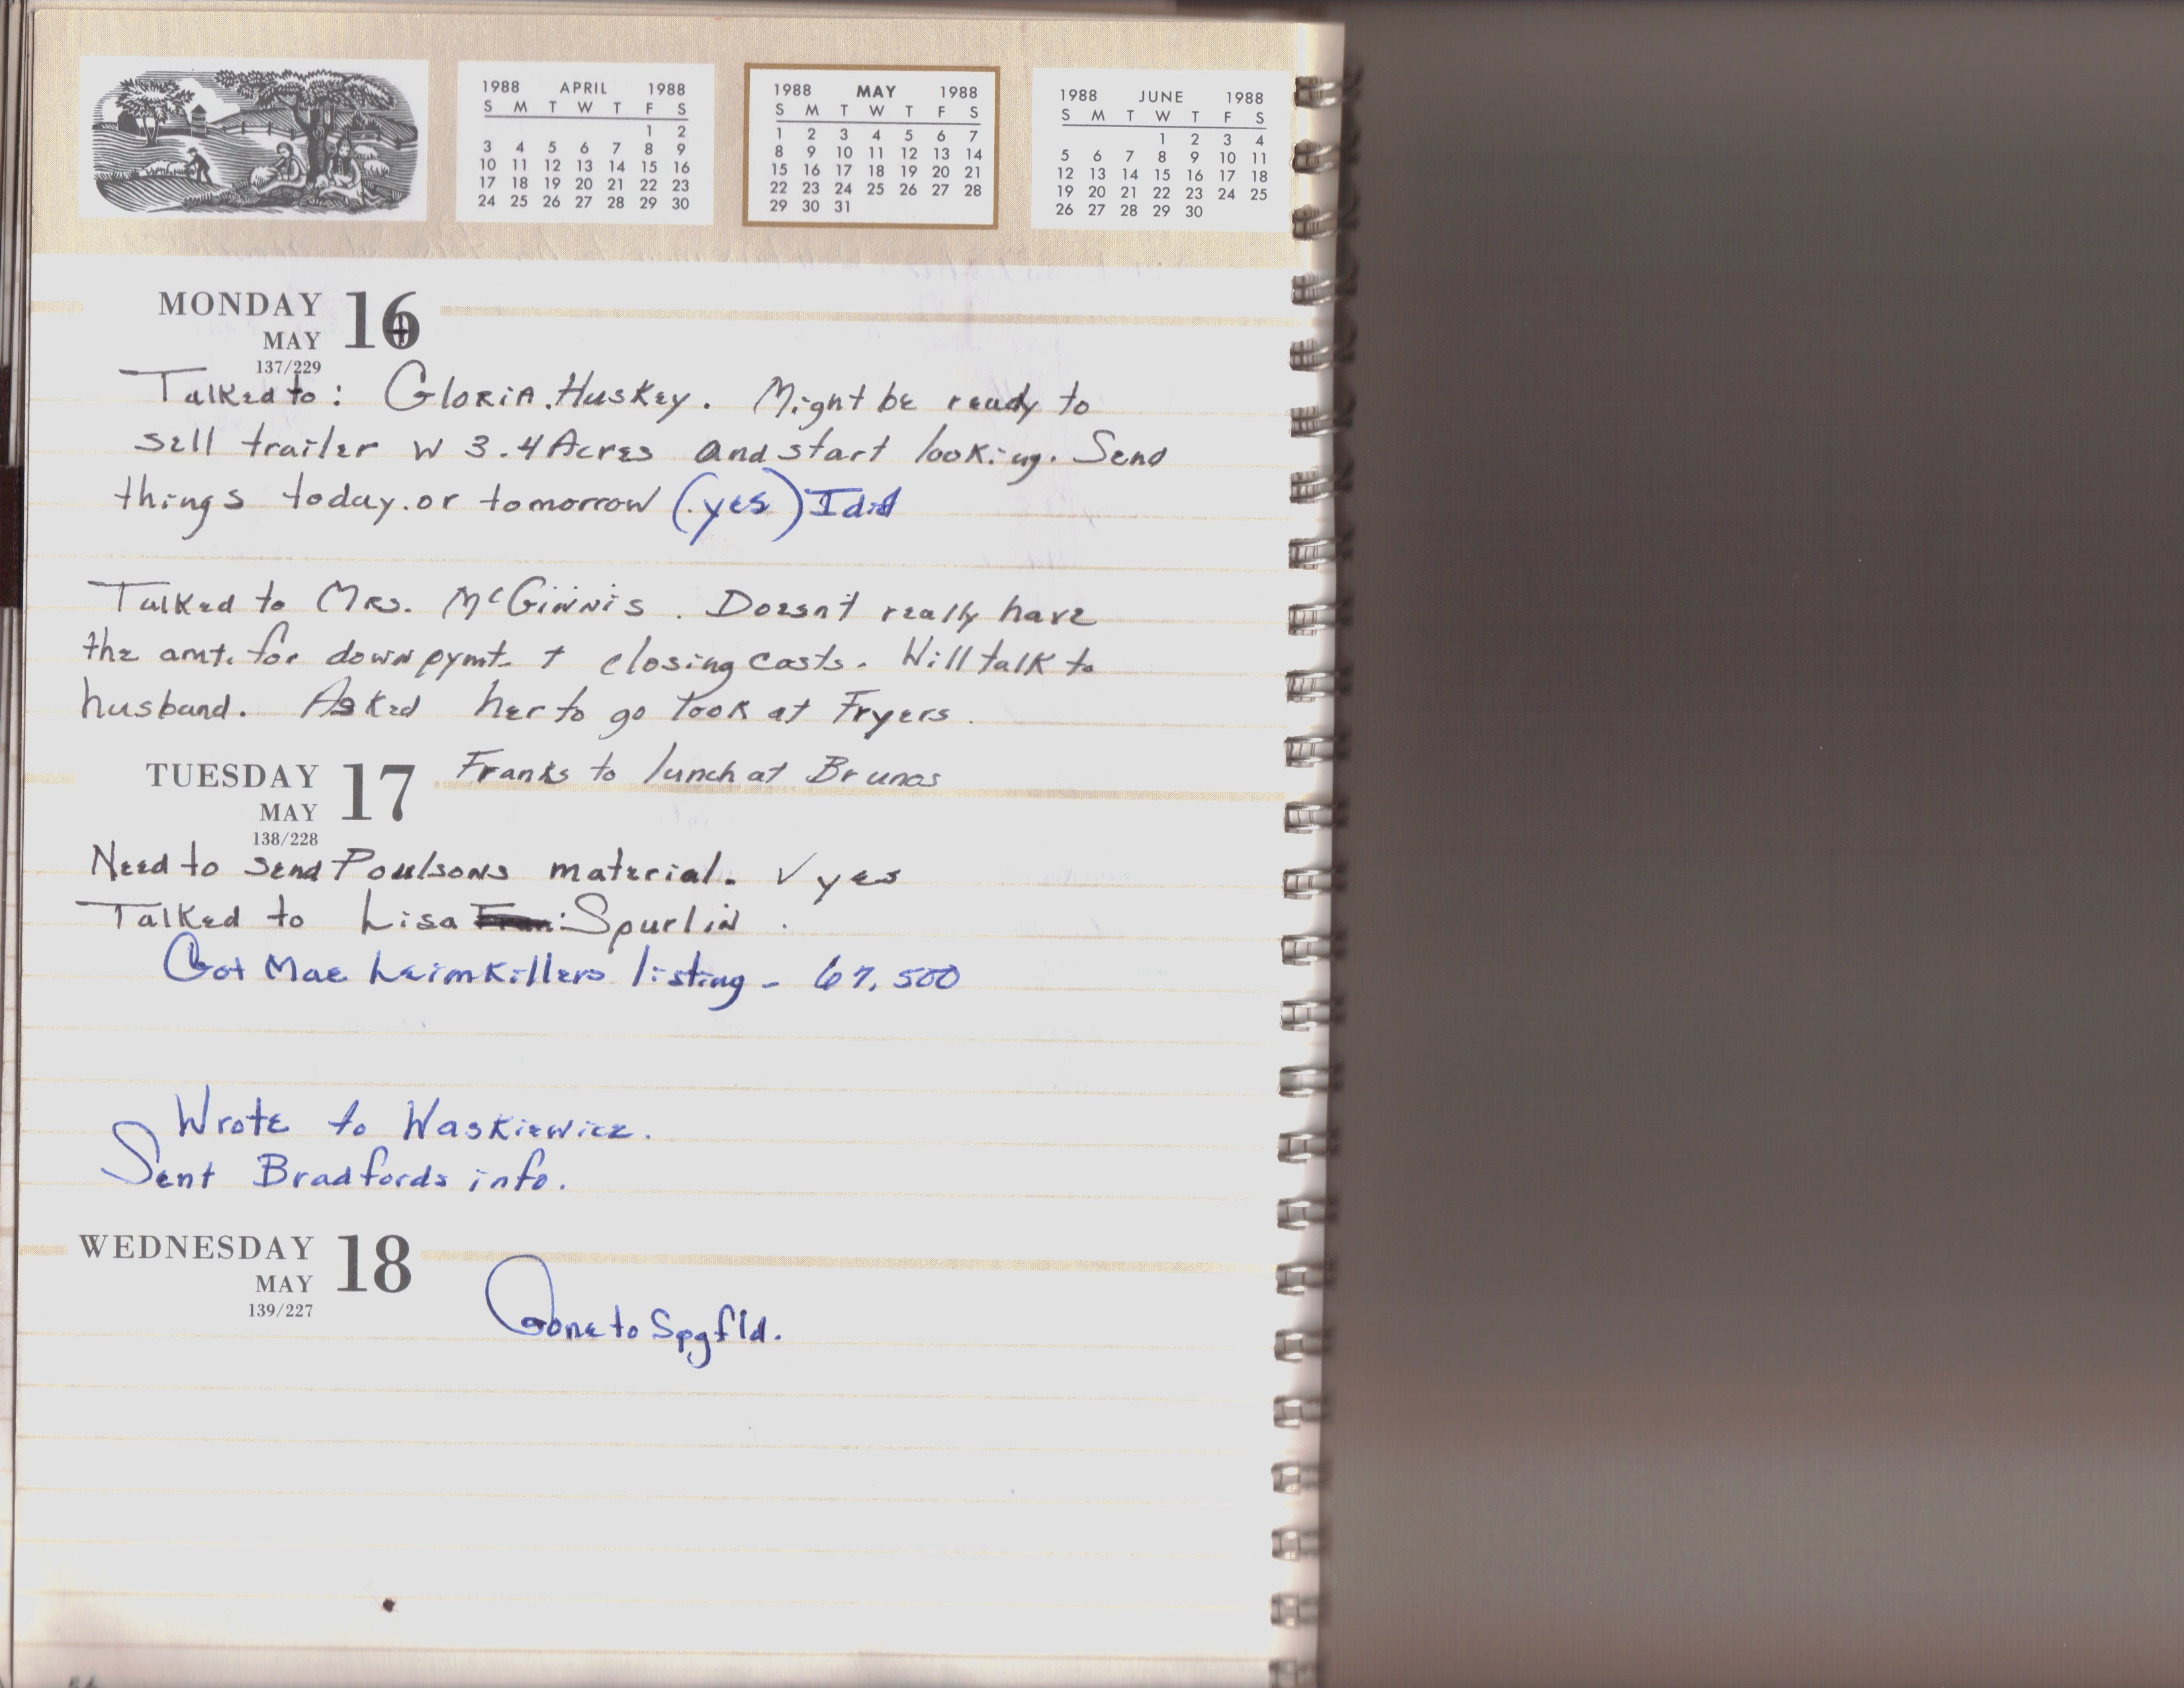 1988 APRIL 1988
S M T W T F S
1 2
3 4 5 6 7 8 9
10 11 12 13 14 15 16
17 18 19 20 21 22 23
24 25 26 27 28 29 30
1988 MAY 1988
S M T W T F S
1 2 3 4 5 6 7
8 9 10 11 12 13 14
15 16 17 18 19 20 21
22 23 24 25 26 27 28
29 30 31
1988 JUNE 1988
S M T W T F S
1 2 3 4
5 6 7 8 9 10 11
12 13 14 15 16 17 18
19 20 21 22 23 24 25
26 27 28 29 30
MONDAY 16
MAY
137/229
Talked to: Gloria Huskey. Might be ready to
sell trailer w 3.4 Acres and start looking. Send
things today or tomorrow (yes) I did
Talked to Mrs. McGinnis. Doesn't really have
the amt. for down pymt. + closing costs. Will talk to
husband. Asked her to go look at Fryers.
TUESDAY 17 Franks to lunch at Brunos
MAY
138/228
Need to send Poulsons material. ✓ yes
Talked to Lisa Spurlin.
Got Mae Leimkillers listing - 67,500
Wrote to Waskiewicz.
Sent Bradfords info.
WEDNESDAY 18
MAY
139/227
Gone to Spgfld.